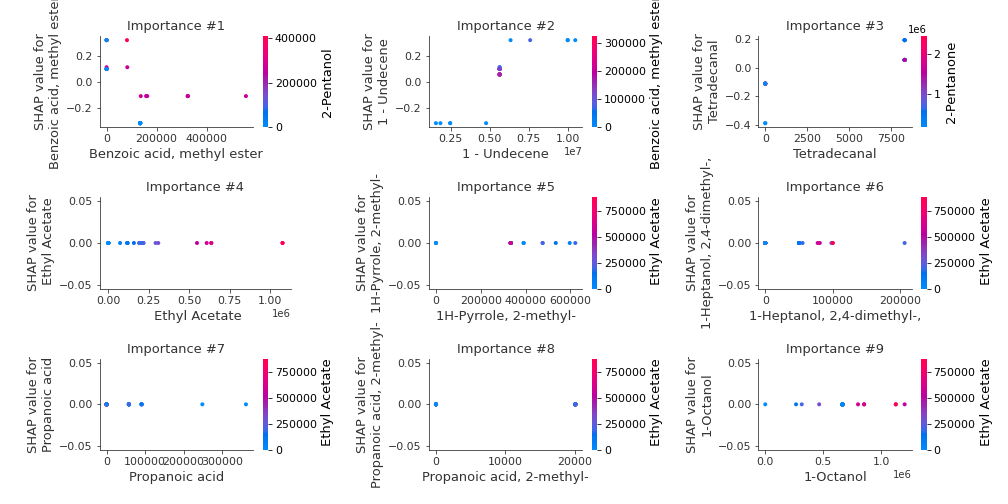 Importance #1
SHAP value for
Benzoic acid, methyl ester
0.2
0.0
−0.2
0
200000
400000
Benzoic acid, methyl ester
400000
200000
0
2-Pentanol
Importance #2
SHAP value for
1 - Undecene
0.2
0.0
−0.2
0.25
0.50
0.75
1.00
1e7
1 - Undecene
300000
200000
100000
0
Benzoic acid, methyl ester
Importance #3
SHAP value for
Tetradecanal
0.2
0.0
−0.2
−0.4
0
2500
5000
7500
Tetradecanal
1e6
2
1
2-Pentanone
Importance #4
SHAP value for
Ethyl Acetate
0.05
0.00
−0.05
0.00
0.25
0.50
0.75
1.00
1e6
Ethyl Acetate
Importance #5
SHAP value for
1H-Pyrrole, 2-methyl-
0.05
0.00
−0.05
0
200000
400000
600000
1H-Pyrrole, 2-methyl-
750000
500000
250000
0
Ethyl Acetate
Importance #6
SHAP value for
1-Heptanol, 2,4-dimethyl-,
0.05
0.00
−0.05
0
100000
200000
1-Heptanol, 2,4-dimethyl-,
750000
500000
250000
0
Ethyl Acetate
Importance #7
SHAP value for
Propanoic acid
0.05
0.00
−0.05
0
100000
200000
300000
Propanoic acid
750000
500000
250000
0
Ethyl Acetate
Importance #8
SHAP value for
Propanoic acid, 2-methyl-
0.05
0.00
−0.05
0
10000
20000
Propanoic acid, 2-methyl-
750000
500000
250000
0
Ethyl Acetate
Importance #9
SHAP value for
1-Octanol
0.05
0.00
−0.05
0.0
0.5
1.0
1e6
1-Octanol
750000
500000
250000
0
Ethyl Acetate